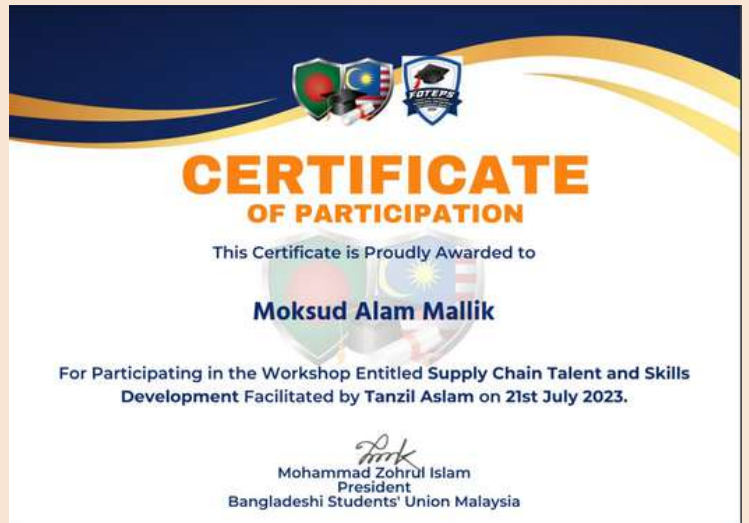 FOTEPS
CERTIFICATE
OF PARTICIPATION
This Certificate is Proudly Awarded to
Moksud Alam Mallik
For Participating in the Workshop Entitled Supply Chain Talent and Skills
Development Facilitated by Tanzil Aslam on 21st July 2023.
Mohammad Zohrul Islam
President
Bangladeshi Students' Union Malaysia